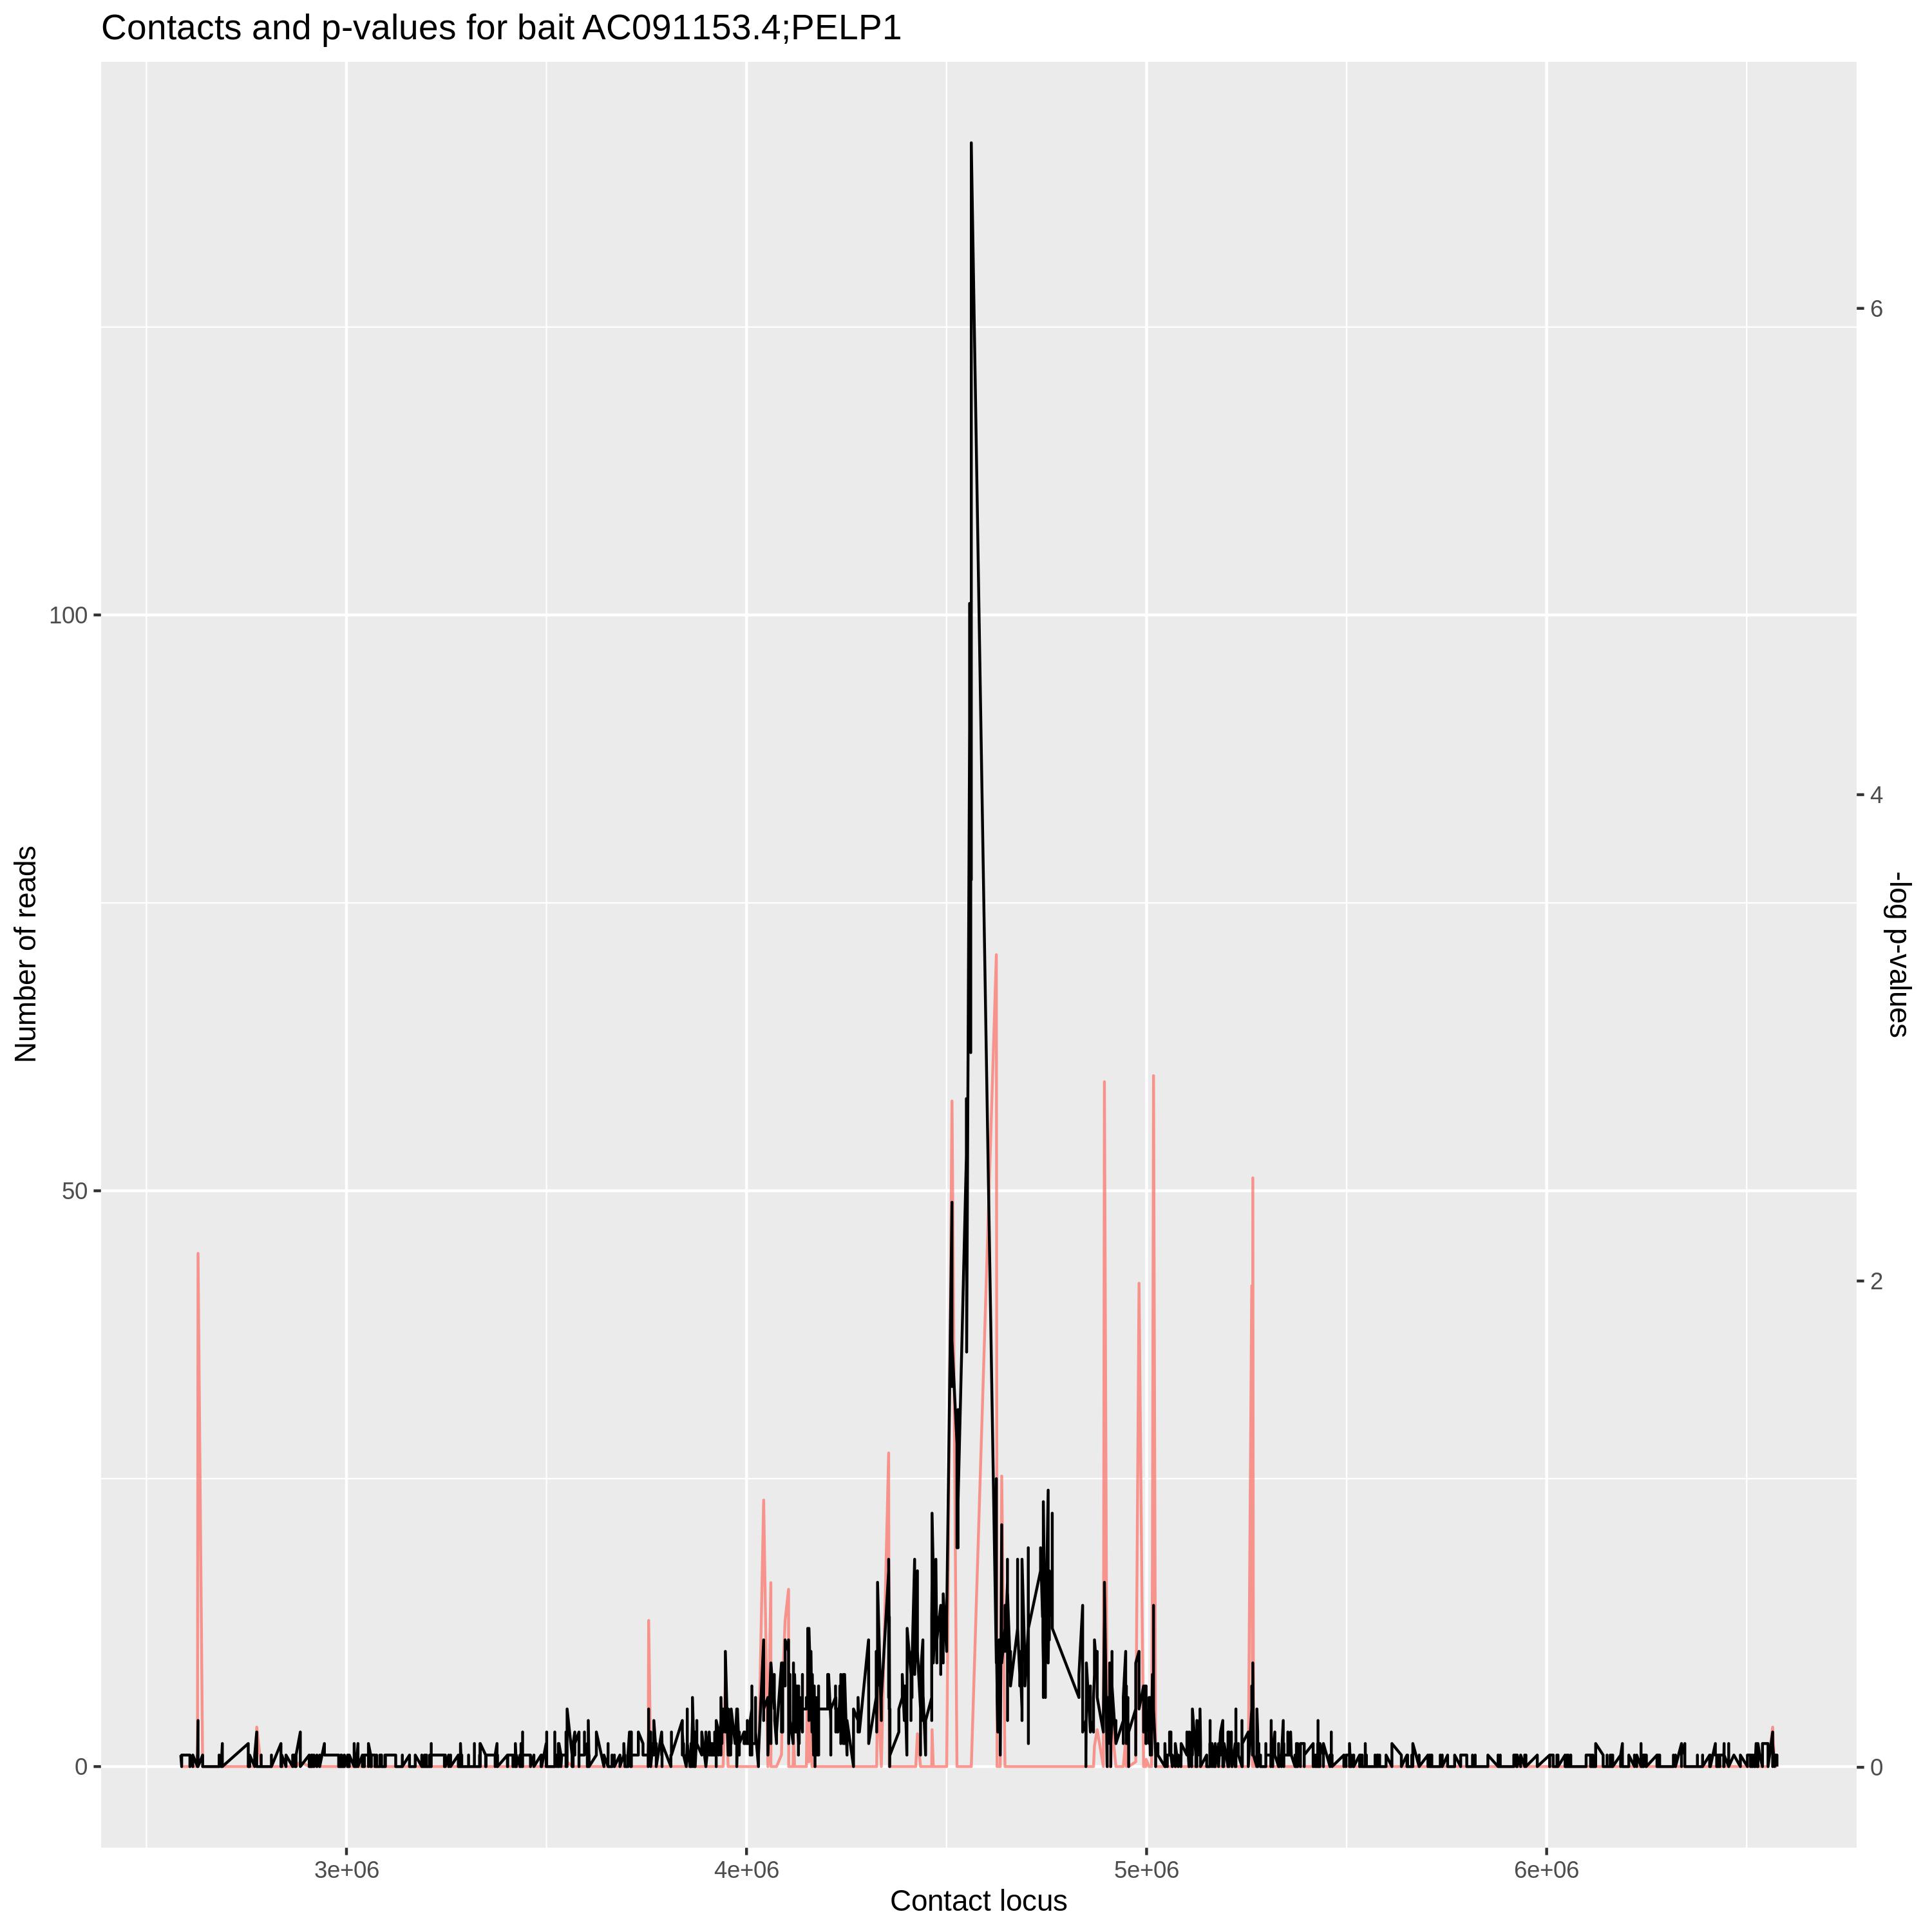 Contacts and p-values for bait AC091153.4;PELP1
Number of reads
100
50
0
6
4
2
0
-log p-values
3e+06
4e+06
5e+06
6e+06
Contact locus